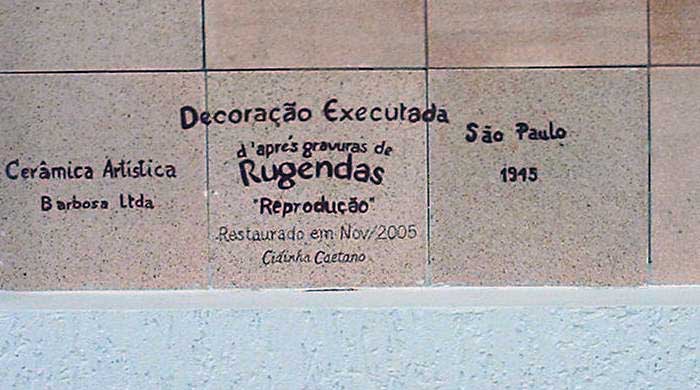 Cerâmica Artística
Barbosa Ltda
Decoração Executada
d'aprés gravuras de
Rugendas
"Reprodução"
Restaurado em Nov/2005
Cidinha Caetano
São Paulo
1945